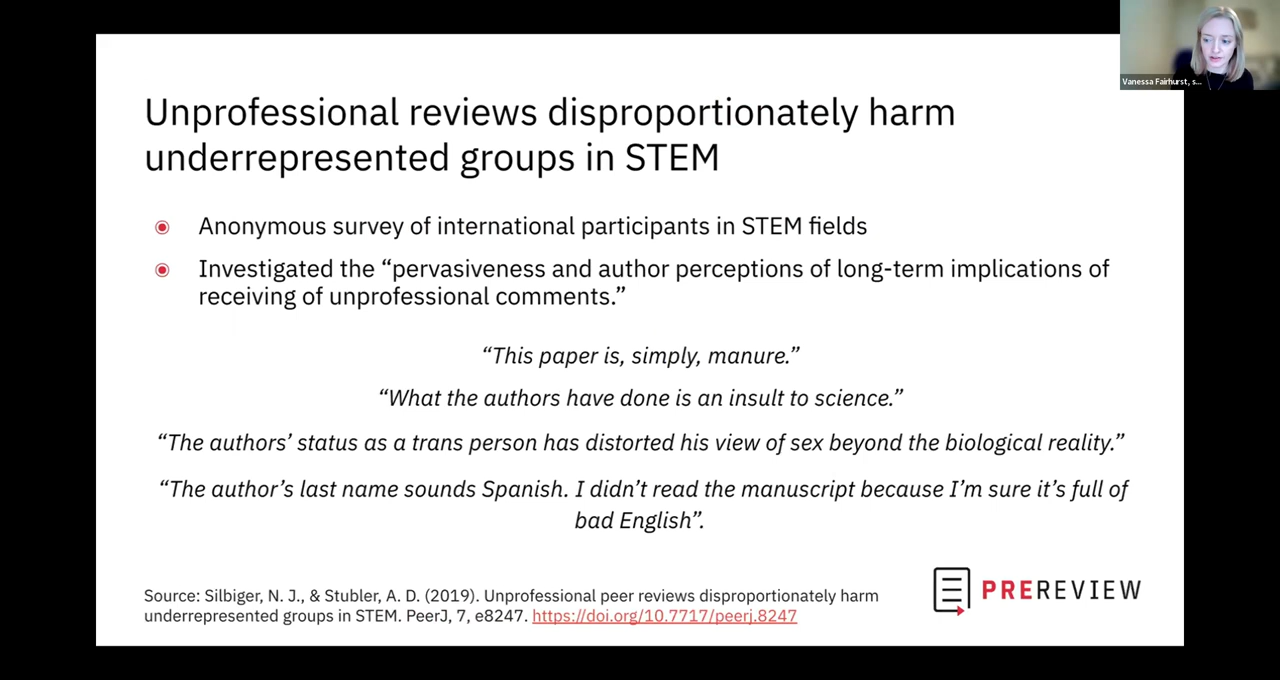 Vanessa Fairhurst, s...
Unprofessional reviews disproportionately harm
underrepresented groups in STEM
Anonymous survey of international participants in STEM fields
Investigated the “pervasiveness and author perceptions of long-term implications of
receiving of unprofessional comments.”
“This paper is, simply, manure.”
“What the authors have done is an insult to science.”
“The authors’ status as a trans person has distorted his view of sex beyond the biological reality.”
“The author’s last name sounds Spanish. I didn’t read the manuscript because I’m sure it’s full of
bad English”.
Source: Silbiger, N. J., & Stubler, A. D. (2019). Unprofessional peer reviews disproportionately harm
underrepresented groups in STEM. PeerJ, 7, e8247. https://doi.org/10.7717/peerj.8247
PREREVIEW